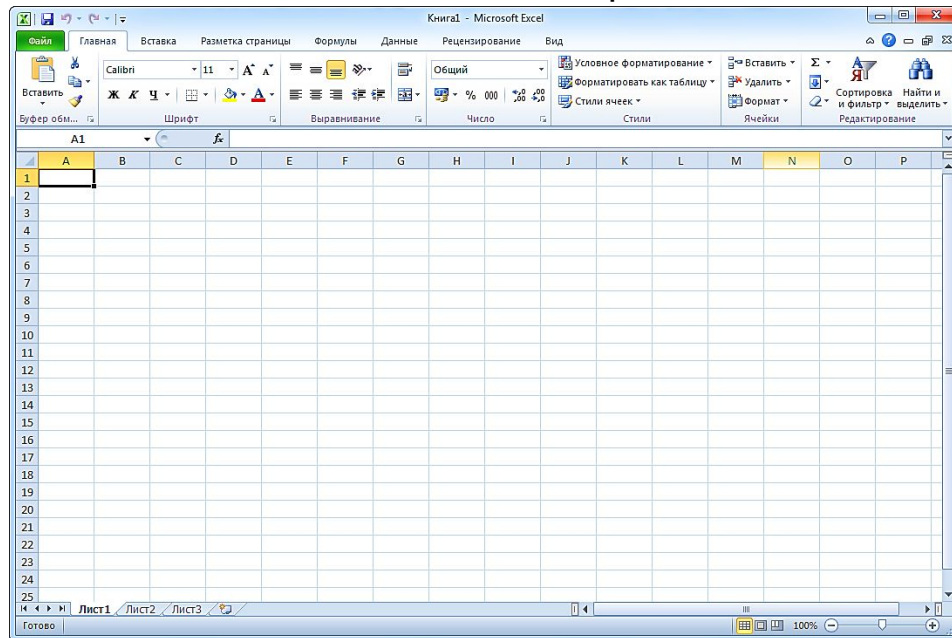 Книга1 - Microsoft Excel
Файл Главная Вставка Разметка страницы Формулы Данные Рецензирование Вид
Calibri 11 Общий Условное форматирование Вставить Σ
Форматировать как таблицу Удалить
Вставить Ж К Ч % 000 Стили ячеек Формат Сортировка и фильтр Найти и выделить
Буфер обм... Шрифт Выравнивание Число Стили Ячейки Редактирование
A1 fx
A B C D E F G H I J K L M N O P
1
2
3
4
5
6
7
8
9
10
11
12
13
14
15
16
17
18
19
20
21
22
23
24
25
Лист1 Лист2 Лист3
Готово 100%